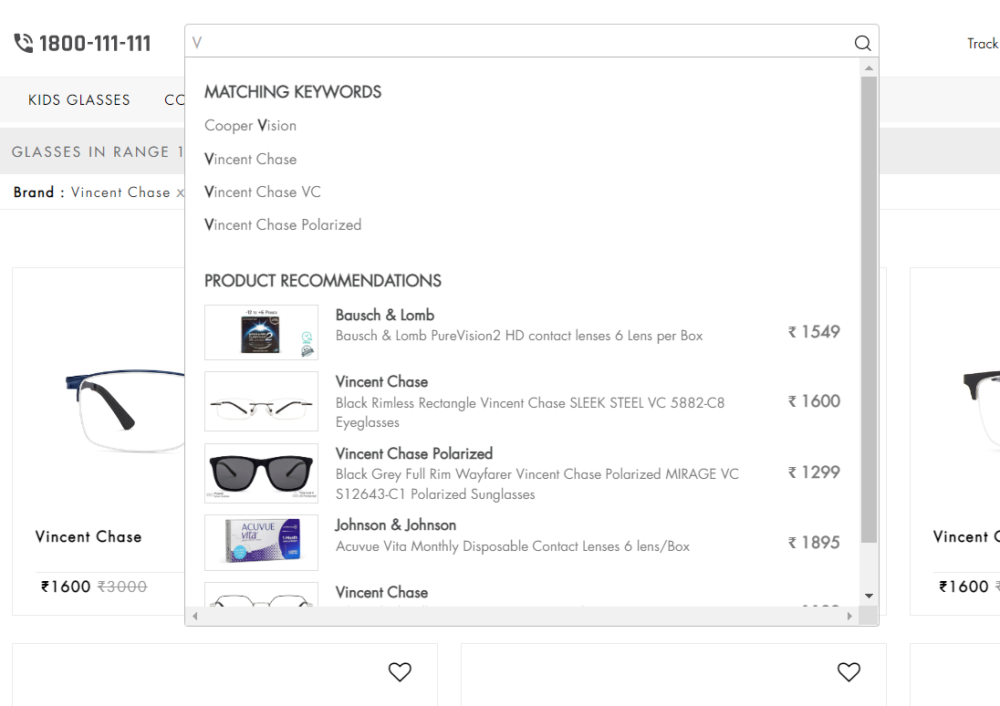 1800-111-111
V
Track
KIDS GLASSES
CO
GLASSES IN RANGE 1
Brand : Vincent Chase x
MATCHING KEYWORDS
Cooper Vision
Vincent Chase
Vincent Chase VC
Vincent Chase Polarized
PRODUCT RECOMMENDATIONS
Bausch & Lomb
Bausch & Lomb PureVision2 HD contact lenses 6 Lens per Box
₹ 1549
Vincent Chase
Black Rimless Rectangle Vincent Chase SLEEK STEEL VC 5882-C8
Eyeglasses
₹ 1600
Vincent Chase Polarized
Black Grey Full Rim Wayfarer Vincent Chase Polarized MIRAGE VC
S12643-C1 Polarized Sunglasses
₹ 1299
ACUVUE
vita
Johnson & Johnson
Acuvue Vita Monthly Disposable Contact Lenses 6 lens/Box
₹ 1895
Vincent Chase
Vincent Chase
₹1600 ₹3000
Vincent
₹1600